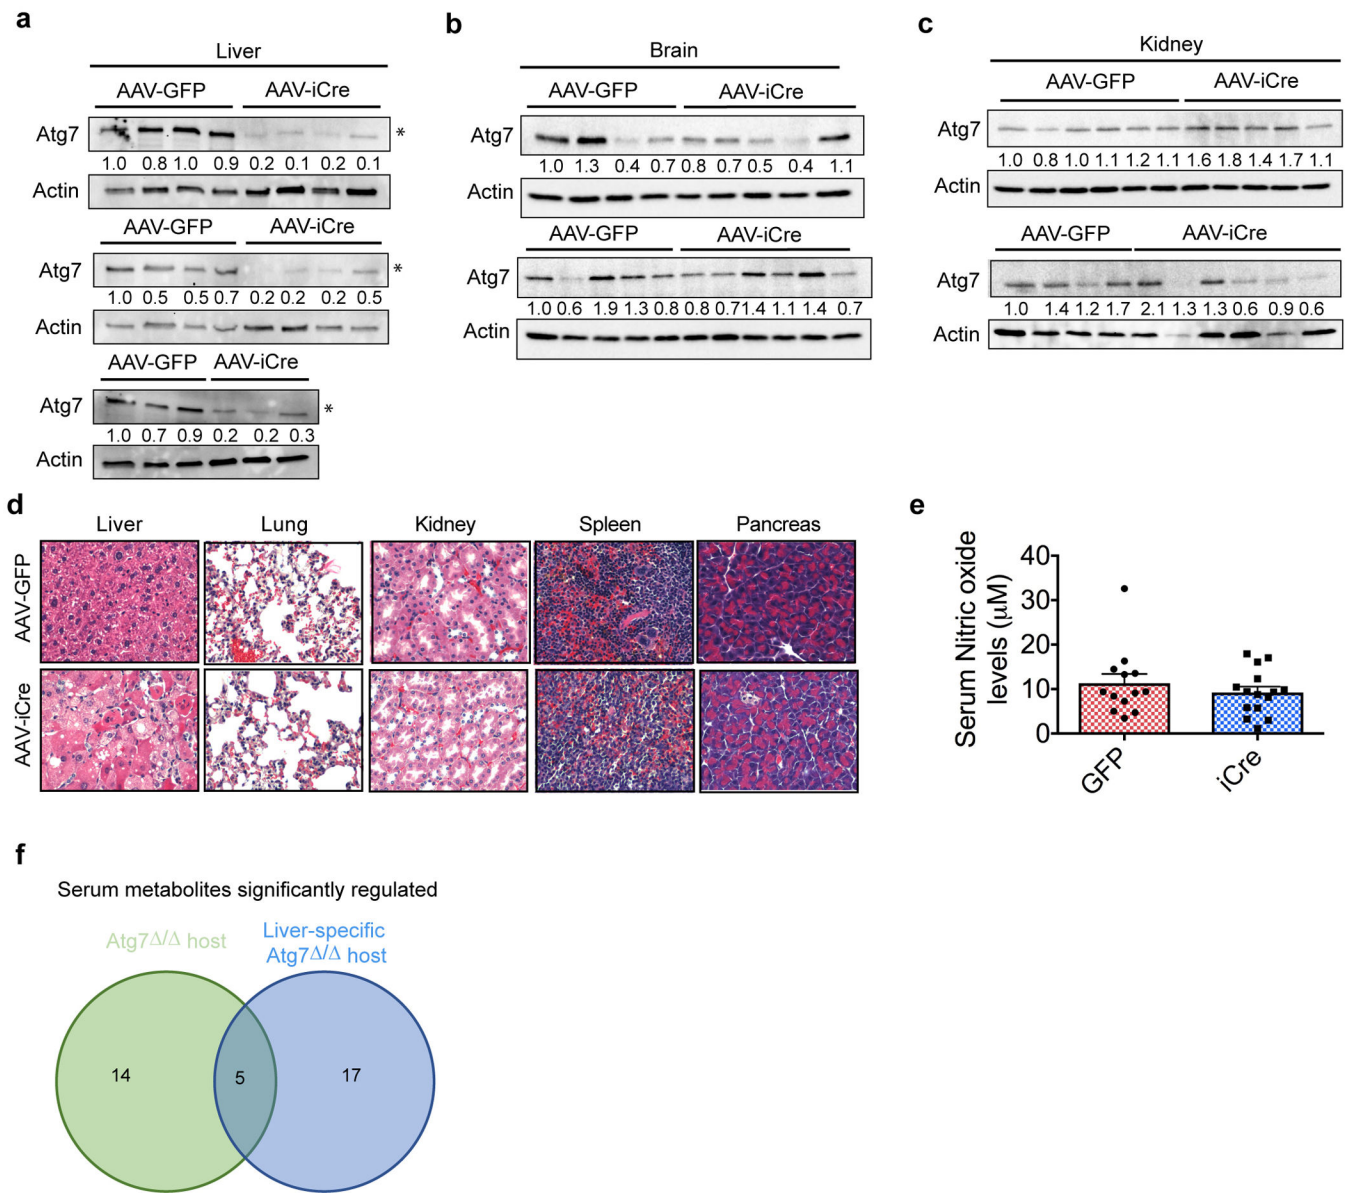 a
Liver
AAV-GFP AAV-iCre
Atg7 *
1.0 0.8 1.0 0.9 0.2 0.1 0.2 0.1
Actin
AAV-GFP AAV-iCre
Atg7 *
1.0 0.5 0.5 0.7 0.2 0.2 0.2 0.5
Actin
AAV-GFP AAV-iCre
Atg7 *
1.0 0.7 0.9 0.2 0.2 0.3
Actin
b
Brain
AAV-GFP AAV-iCre
Atg7
1.0 1.3 0.4 0.7 0.8 0.7 0.5 0.4 1.1
Actin
AAV-GFP AAV-iCre
Atg7
1.0 0.6 1.9 1.3 0.8 0.8 0.7 1.4 1.1 1.4 0.7
Actin
c
Kidney
AAV-GFP AAV-iCre
Atg7
1.0 0.8 1.0 1.1 1.2 1.1 1.6 1.8 1.4 1.7 1.1
Actin
AAV-GFP AAV-iCre
Atg7
1.0 1.4 1.2 1.7 2.1 1.3 1.3 0.6 0.9 0.6
Actin
d
Liver Lung Kidney Spleen Pancreas
AAV-GFP
AAV-iCre
e
Serum Nitric oxide
levels (μM)
40
30
20
10
0
GFP iCre
f
Serum metabolites significantly regulated
Atg7Δ/Δ host
Liver-specific
Atg7Δ/Δ host
14 5 17